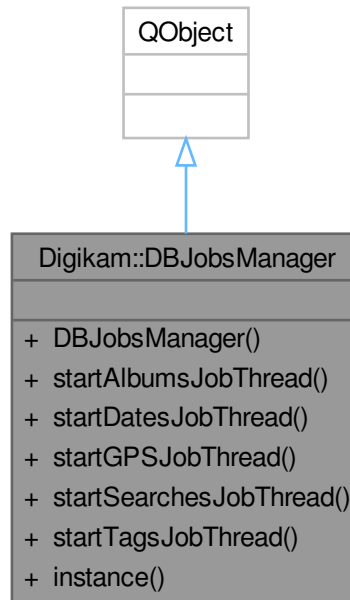 QObject
Digikam::DBJobsManager
+ DBJobsManager()
+ startAlbumsJobThread()
+ startDatesJobThread()
+ startGPSJobThread()
+ startSearchesJobThread()
+ startTagsJobThread()
+ instance()